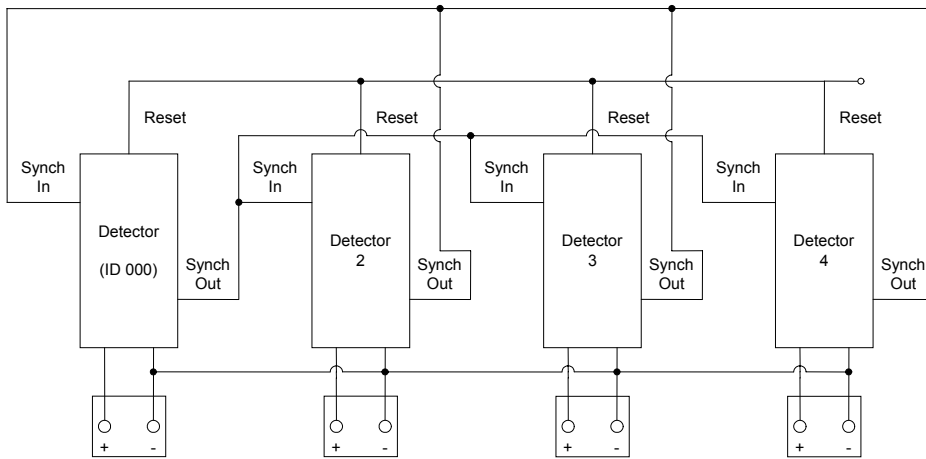 Reset
Reset
Reset
Reset
Synch
In
Synch
In
Synch
In
Synch
In
Detector
(ID 000)
Detector
2
Detector
3
Detector
4
Synch
Out
Synch
Out
Synch
Out
Synch
Out
+ -
+ -
+ -
+ -